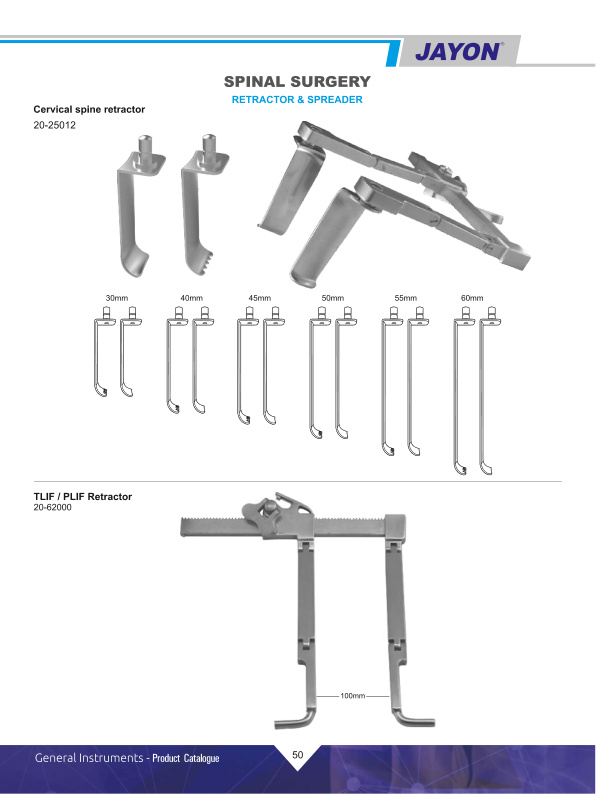 JAYON®
SPINAL SURGERY
RETRACTOR & SPREADER
Cervical spine retractor
20-25012
30mm 40mm 45mm 50mm 55mm 60mm
TLIF / PLIF Retractor
20-62000
100mm
General Instruments - Product Catalogue
50